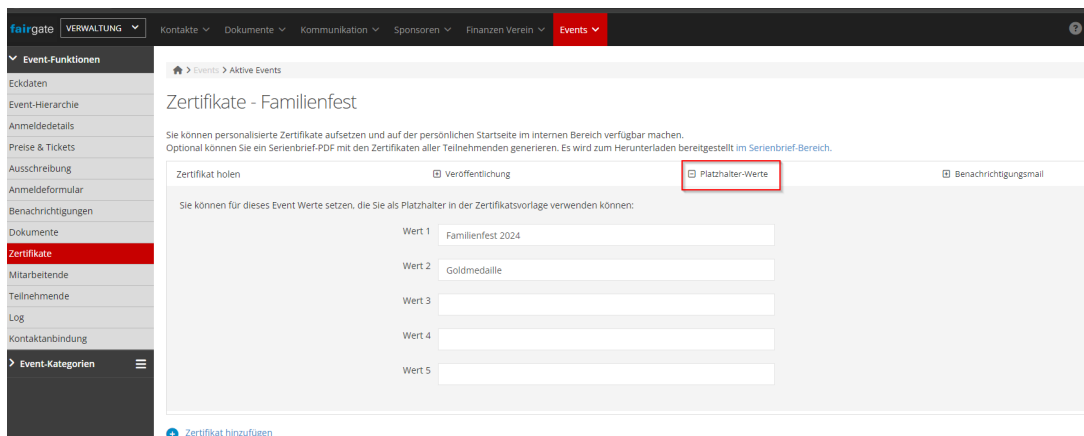 fairgate VERWALTUNG Kontakte Dokumente Kommunikation Sponsoren Finanzen Verein Events ?
Event-Funktionen
Eckdaten
Event-Hierarchie
Anmeldedetails
Preise & Tickets
Ausschreibung
Anmeldeformular
Benachrichtigungen
Dokumente
Zertifikate
Mitarbeitende
Teilnehmende
Log
Kontaktanbindung
Event-Kategorien
> Events > Aktive Events
Zertifikate - Familienfest
Sie können personalisierte Zertifikate aufsetzen und auf der persönlichen Startseite im internen Bereich verfügbar machen.
Optional können Sie ein Serienbrief-PDF mit den Zertifikaten aller Teilnehmenden generieren. Es wird zum Herunterladen bereitgestellt im Serienbrief-Bereich.
Zertifikat holen Veröffentlichung Platzhalter-Werte Benachrichtigungsmail
Sie können für dieses Event Werte setzen, die Sie als Platzhalter in der Zertifikatsvorlage verwenden können:
Wert 1 Familienfest 2024
Wert 2 Goldmedaille
Wert 3
Wert 4
Wert 5
Zertifikat hinzufügen